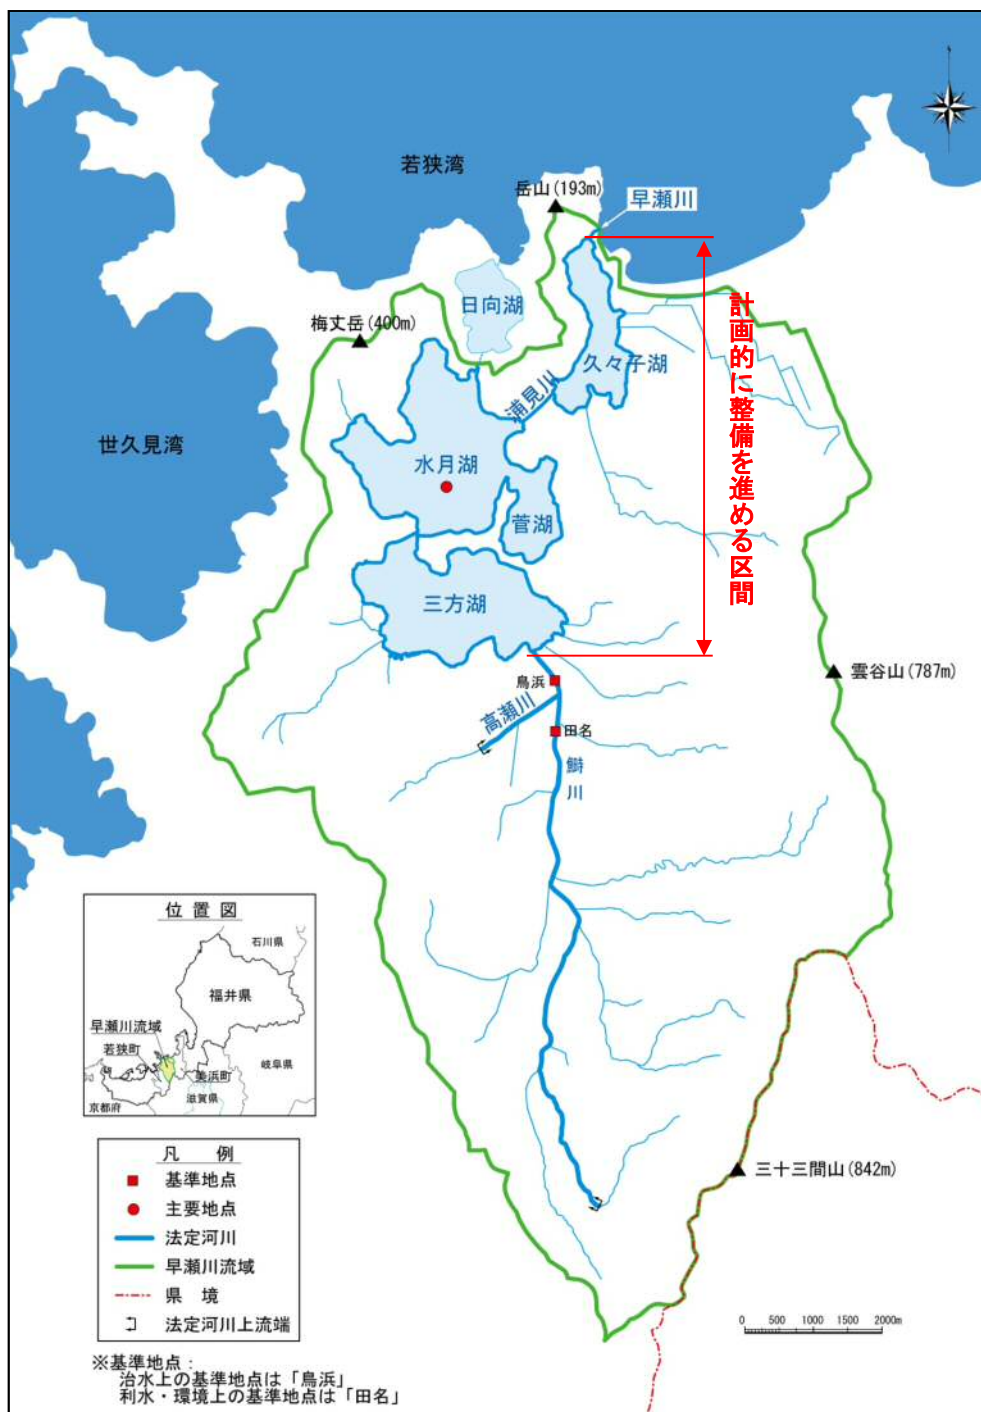 若狭湾
岳山(193m)
早瀬川
日向湖
梅丈岳(400m)
久々子湖
浦見川
計画的に整備を進める区間
世久見湾
水月湖
菅湖
三方湖
雲谷山(787m)
鳥浜
高瀬川
田名
鰣川
位置図
石川県
福井県
早瀬川流域
若狭町
岐阜県
美浜町
滋賀県
京都府
三十三間山(842m)
凡 例
基準地点
主要地点
法定河川
早瀬川流域
県 境
法定河川上流端
0 500 1000 1500 2000m
※基準地点:
治水上の基準地点は「鳥浜」
利水・環境上の基準地点は「田名」